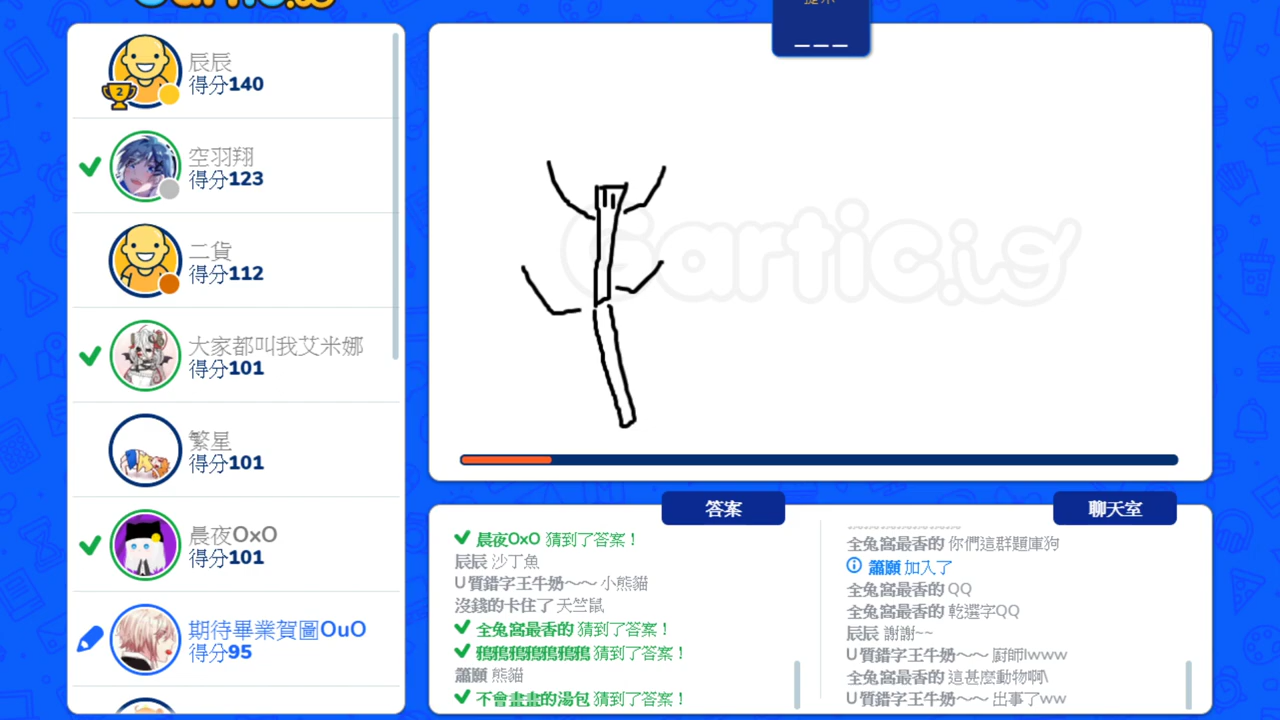 提示
___
辰辰
得分140
空羽翔
得分123
二貨
得分112
大家都叫我艾米娜
得分101
繁星
得分101
晨夜OxO
得分101
期待畢業賀圖OuO
得分95
Gartic.io
答案
晨夜OxO 猜到了答案！
辰辰 沙丁魚
U質錯字王牛奶～～ 小熊貓
沒錢的卡住了 天竺鼠
全兔窩最香的 猜到了答案！
鵝鵝鵝鵝鵝鵝鵝 猜到了答案！
蕭願 熊貓
不會畫畫的湯包 猜到了答案！
聊天室
全兔窩最香的 你們這群題庫狗
蕭願 加入了
全兔窩最香的 QQ
全兔窩最香的 乾選字QQ
辰辰 謝謝~~
U質錯字王牛奶～～ 廚師lwww
全兔窩最香的 這甚麼動物啊\
U質錯字王牛奶～～ 出事了ww